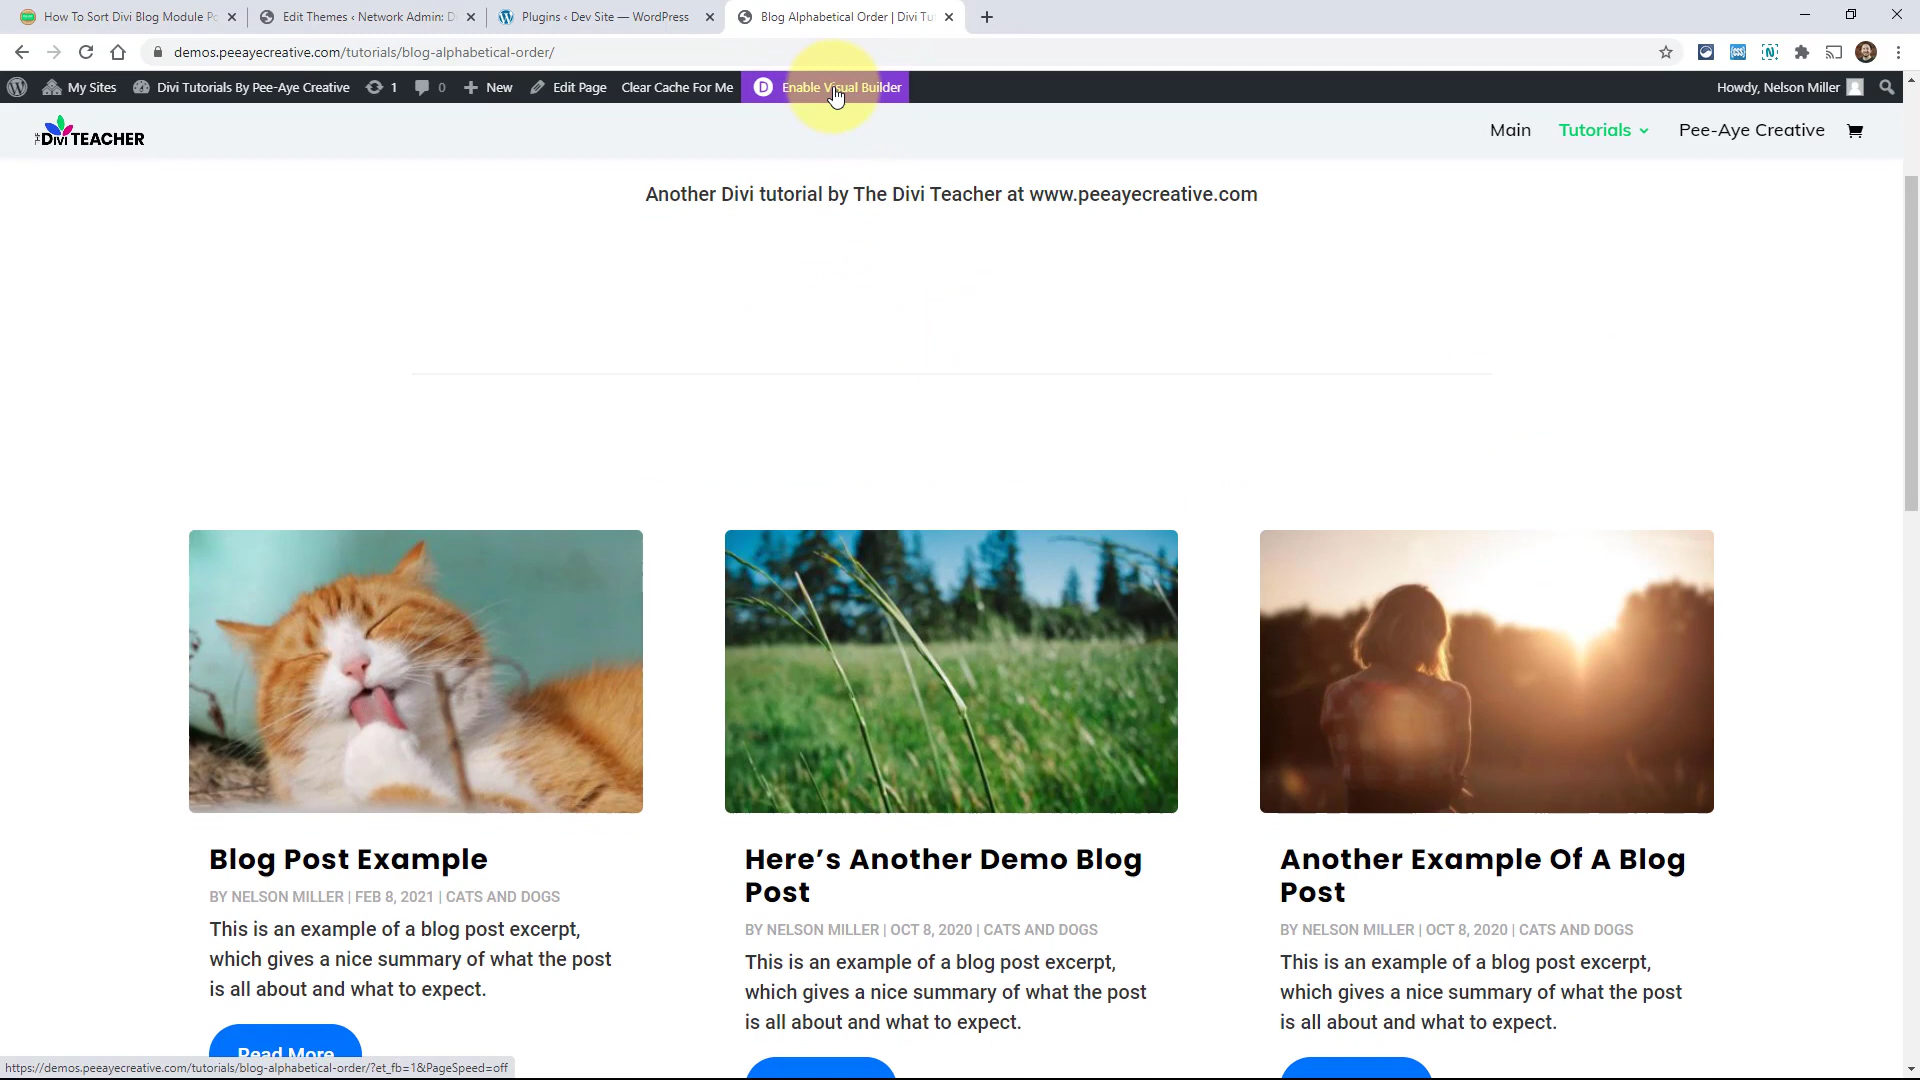 How To Sort Divi Blog Module Po
Edit Themes ‹ Network Admin: D
Plugins ‹ Dev Site — WordPress
Blog Alphabetical Order | Divi Tu
demos.peeayecreative.com/tutorials/blog-alphabetical-order/
My Sites
Divi Tutorials By Pee-Aye Creative
1
0
New
Edit Page
Clear Cache For Me
D Enable Visual Builder
Howdy, Nelson Miller
THE DIVI TEACHER
Main
Tutorials
Pee-Aye Creative
Another Divi tutorial by The Divi Teacher at www.peeayecreative.com
Blog Post Example
BY NELSON MILLER | FEB 8, 2021 | CATS AND DOGS
This is an example of a blog post excerpt,
which gives a nice summary of what the post
is all about and what to expect.
Read More
Here’s Another Demo Blog
Post
BY NELSON MILLER | OCT 8, 2020 | CATS AND DOGS
This is an example of a blog post excerpt,
which gives a nice summary of what the post
is all about and what to expect.
Another Example Of A Blog
Post
BY NELSON MILLER | OCT 8, 2020 | CATS AND DOGS
This is an example of a blog post excerpt,
which gives a nice summary of what the post
is all about and what to expect.
https://demos.peeayecreative.com/tutorials/blog-alphabetical-order/?et_fb=1&PageSpeed=off